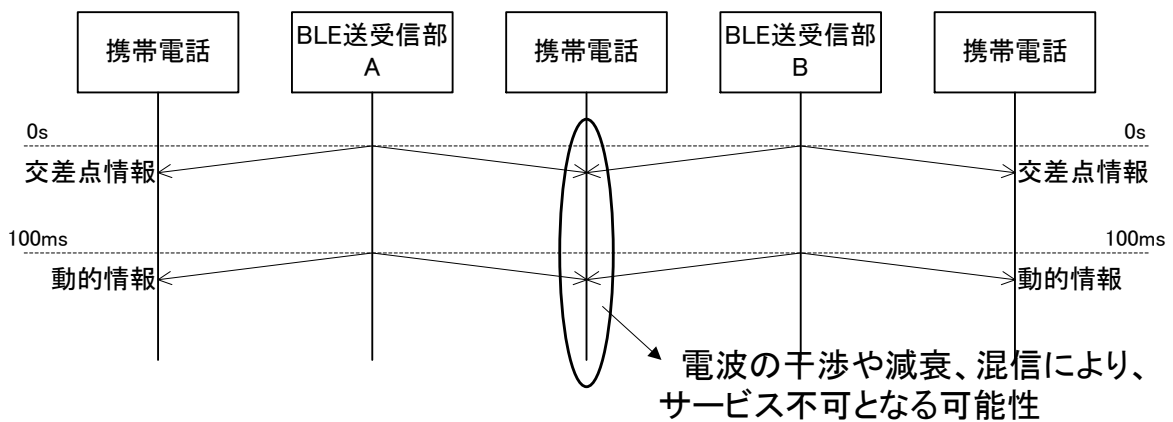 携帯電話
BLE送受信部
A
携帯電話
BLE送受信部
B
携帯電話
0s
0s
交差点情報
交差点情報
100ms
100ms
動的情報
動的情報
電波の干渉や減衰、混信により、
サービス不可となる可能性